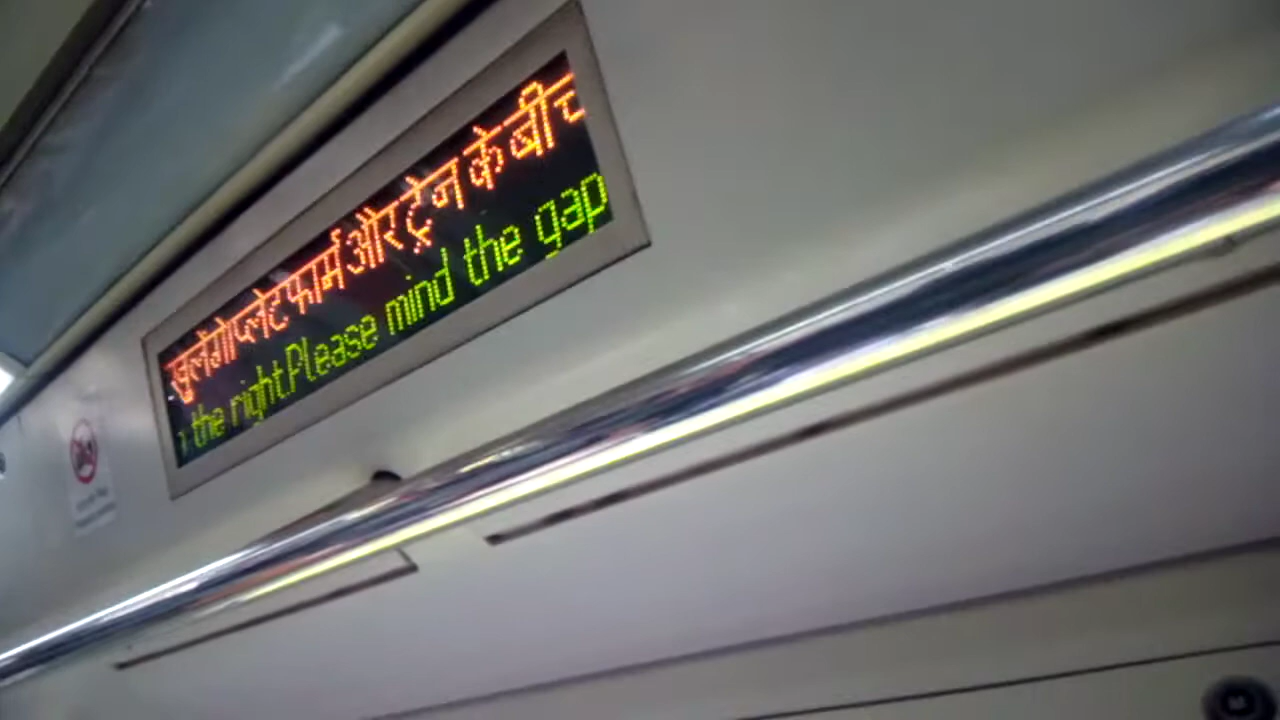 खुलेंगे प्लेटफार्म और ट्रेन के बीच
the right.Please mind the gap